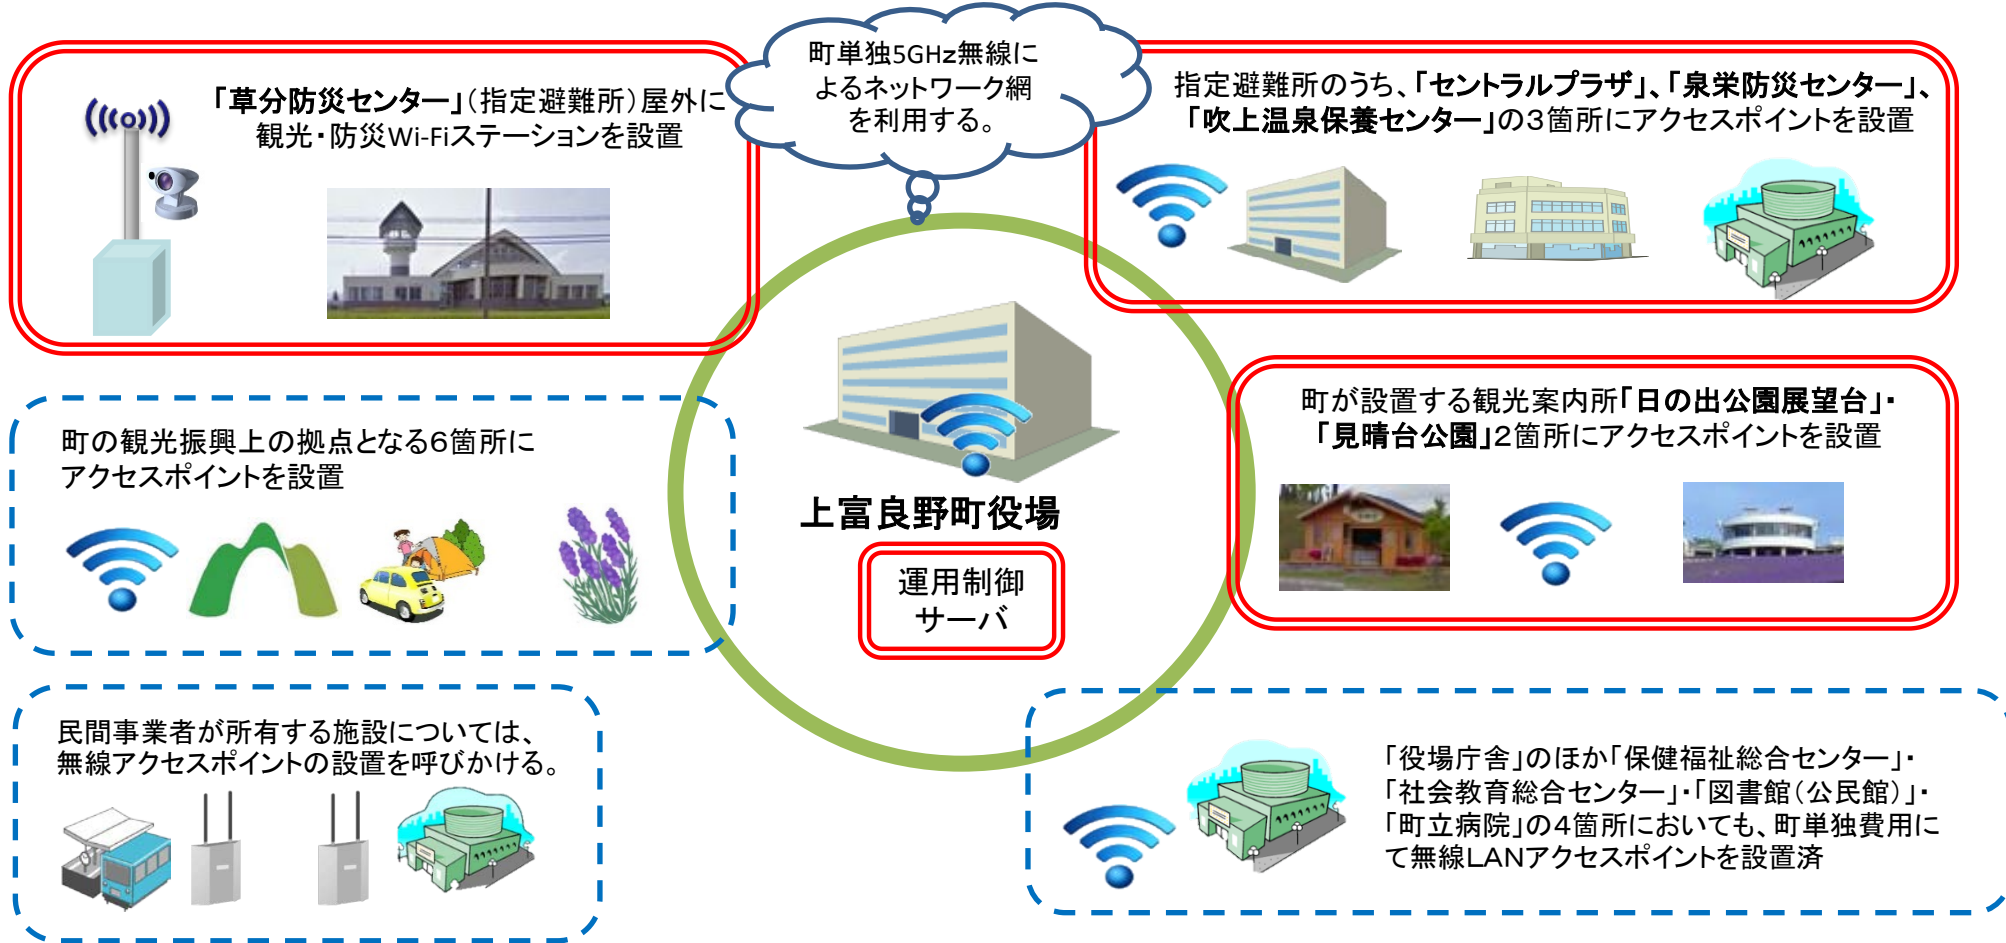 町単独5GHz無線に
よるネットワーク網
を利用する。
「草分防災センター」(指定避難所)屋外に
観光・防災Wi-Fiステーションを設置
指定避難所のうち、「セントラルプラザ」、「泉栄防災センター」、
「吹上温泉保養センター」の3箇所にアクセスポイントを設置
町の観光振興上の拠点となる6箇所に
アクセスポイントを設置
上富良野町役場
運用制御
サーバ
町が設置する観光案内所「日の出公園展望台」・
「見晴台公園」2箇所にアクセスポイントを設置
民間事業者が所有する施設については、
無線アクセスポイントの設置を呼びかける。
「役場庁舎」のほか「保健福祉総合センター」・
「社会教育総合センター」・「図書館(公民館)」・
「町立病院」の4箇所においても、町単独費用に
て無線LANアクセスポイントを設置済